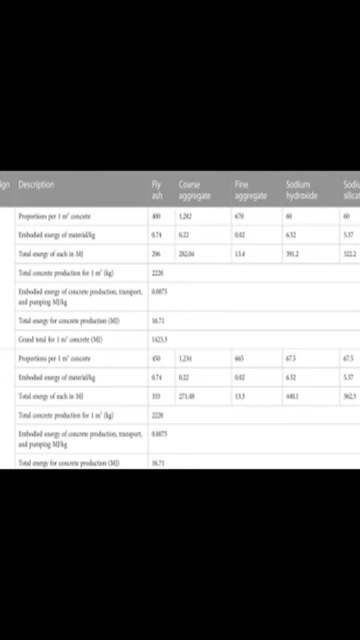 ign Description Fly ash Coarse aggregate Fine aggregate Sodium hydroxide Sodiu silicat
Proportions per 1 m³ concrete 400 1,282 670 60 60
Embodied energy of material/kg 0.74 0.22 0.02 6.52 5.37
Total energy of each in MJ 296 282.04 13.4 391.2 322.2
Total concrete production for 1 m³ (kg) 2228
Embodied energy of concrete production, transport, and pumping MJ/kg 0.0075
Total energy for concrete production (MJ) 16.71
Grand total for 1 m³ concrete (MJ) 1423.3
Proportions per 1 m³ concrete 450 1,234 665 67.5 67.5
Embodied energy of material/kg 0.74 0.22 0.02 6.52 5.37
Total energy of each in MJ 333 271.48 13.3 440.1 362.5
Total concrete production for 1 m³ (kg) 2228
Embodied energy of concrete production, transport, and pumping MJ/kg 0.0075
Total energy for concrete production (MJ) 16.71